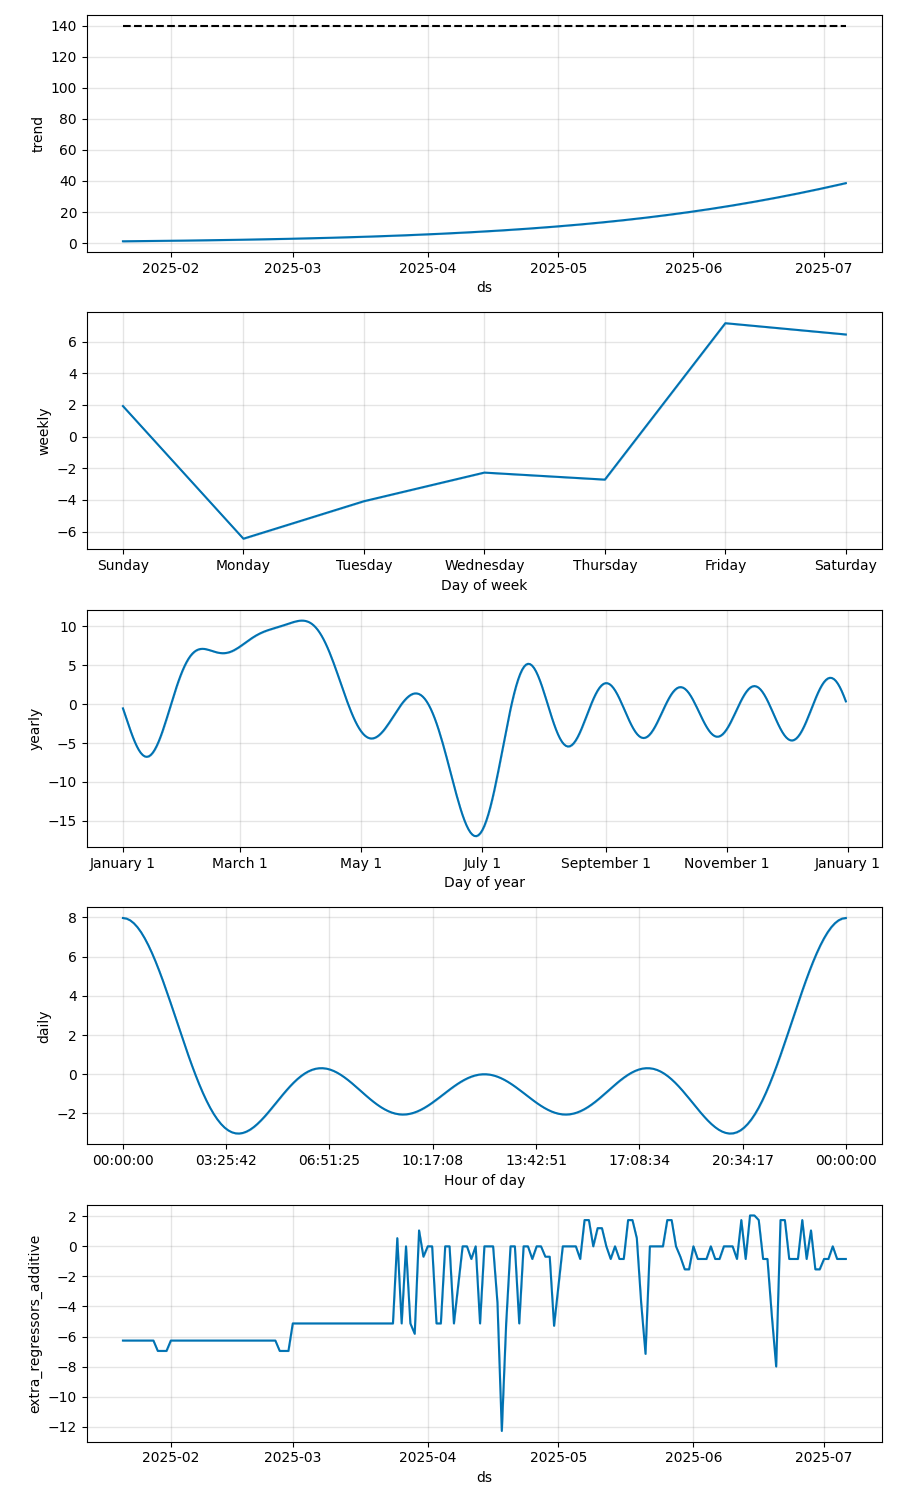 140
120
100
80
60
40
20
0
trend
2025-02 2025-03 2025-04 2025-05 2025-06 2025-07
ds
6
4
2
0
−2
−4
−6
weekly
Sunday Monday Tuesday Wednesday Thursday Friday Saturday
Day of week
10
5
0
−5
−10
−15
yearly
January 1 March 1 May 1 July 1 September 1 November 1 January 1
Day of year
8
6
4
2
0
−2
daily
00:00:00 03:25:42 06:51:25 10:17:08 13:42:51 17:08:34 20:34:17 00:00:00
Hour of day
2
0
−2
−4
−6
−8
−10
−12
extra_regressors_additive
2025-02 2025-03 2025-04 2025-05 2025-06 2025-07
ds